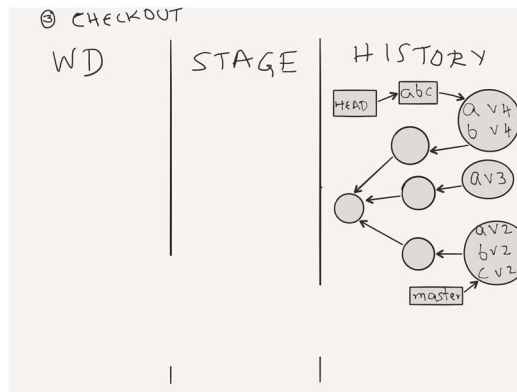 ③ CHECKOUT
WD
STAGE
HISTORY
HEAD
abc
a v4
b v4
a v3
a v2
b v2
c v2
master